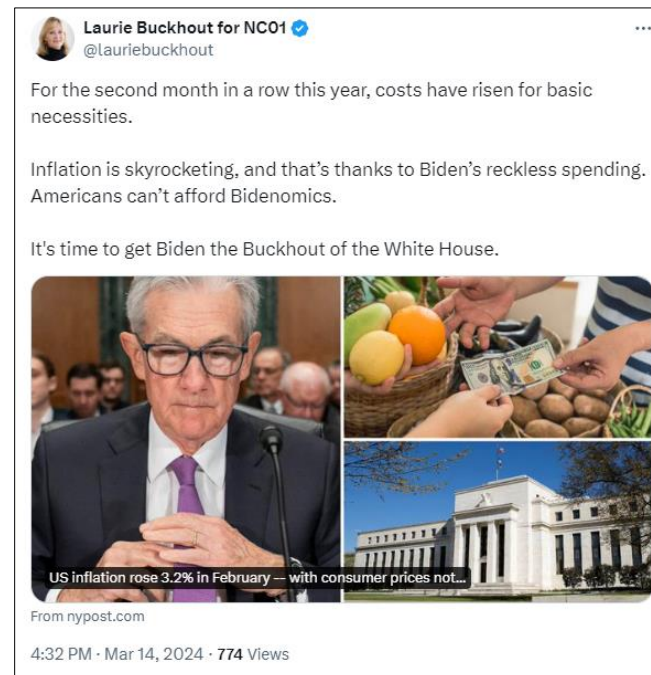 Laurie Buckhout for NC01
@lauriebuckhout
For the second month in a row this year, costs have risen for basic
necessities.
Inflation is skyrocketing, and that’s thanks to Biden’s reckless spending.
Americans can’t afford Bidenomics.
It's time to get Biden the Buckhout of the White House.
US inflation rose 3.2% in February -- with consumer prices not...
From nypost.com
4:32 PM · Mar 14, 2024 · 774 Views